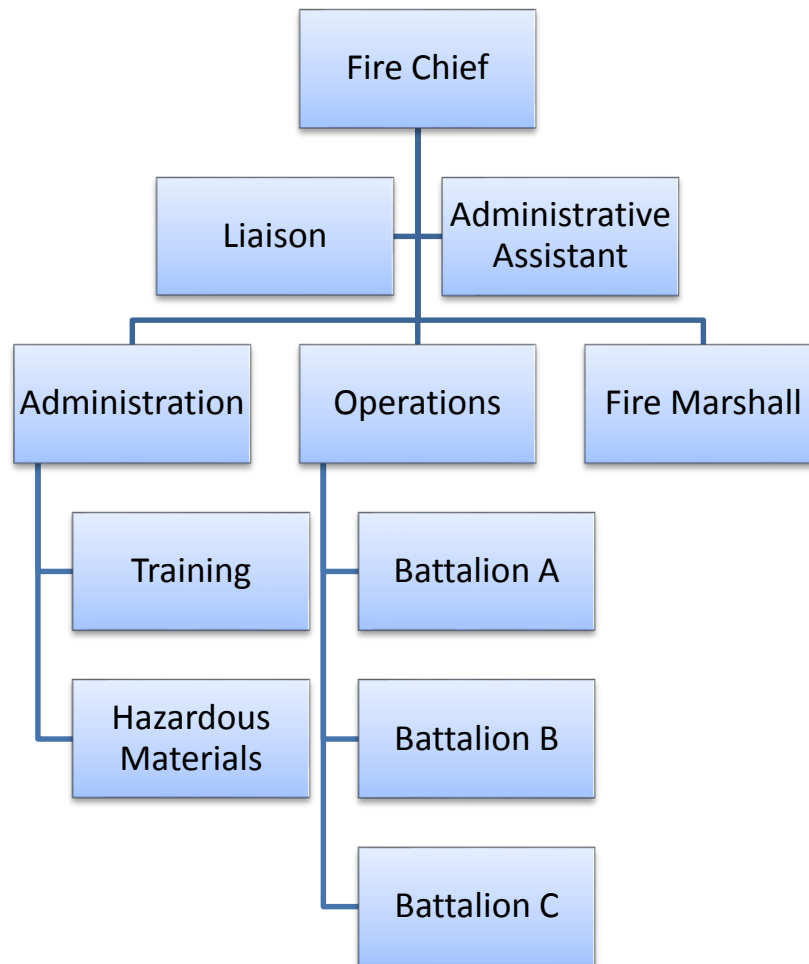 Fire Chief
Liaison
Administrative
Assistant
Administration
Operations
Fire Marshall
Training
Battalion A
Hazardous
Materials
Battalion B
Battalion C